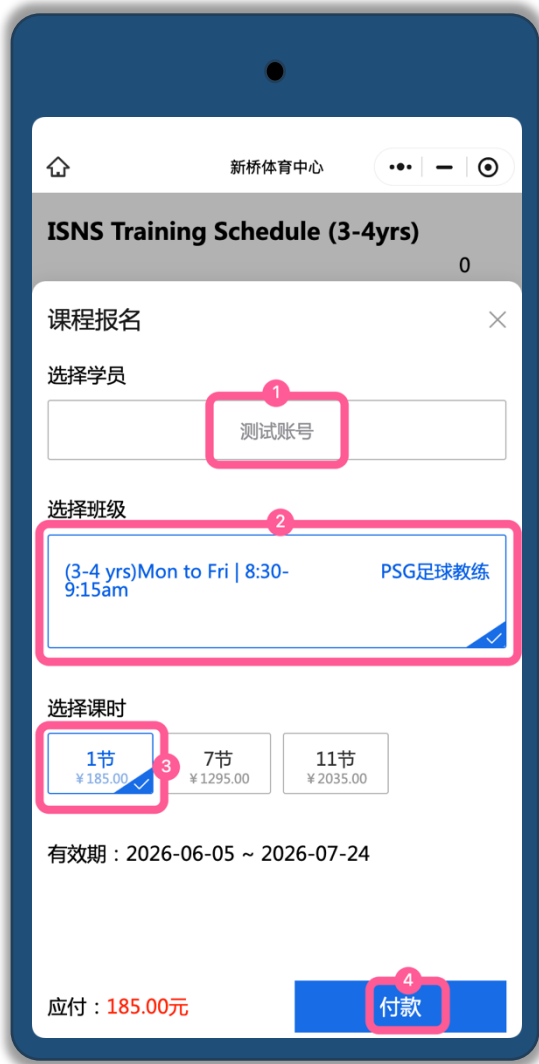 新桥体育中心
ISNS Training Schedule (3-4yrs)
0
课程报名
选择学员
1
测试账号
选择班级
2
(3-4 yrs)Mon to Fri | 8:30-
9:15am
PSG足球教练
选择课时
1节
¥185.00
3
7节
¥1295.00
11节
¥2035.00
有效期：2026-06-05 ~ 2026-07-24
4
应付：185.00元
付款